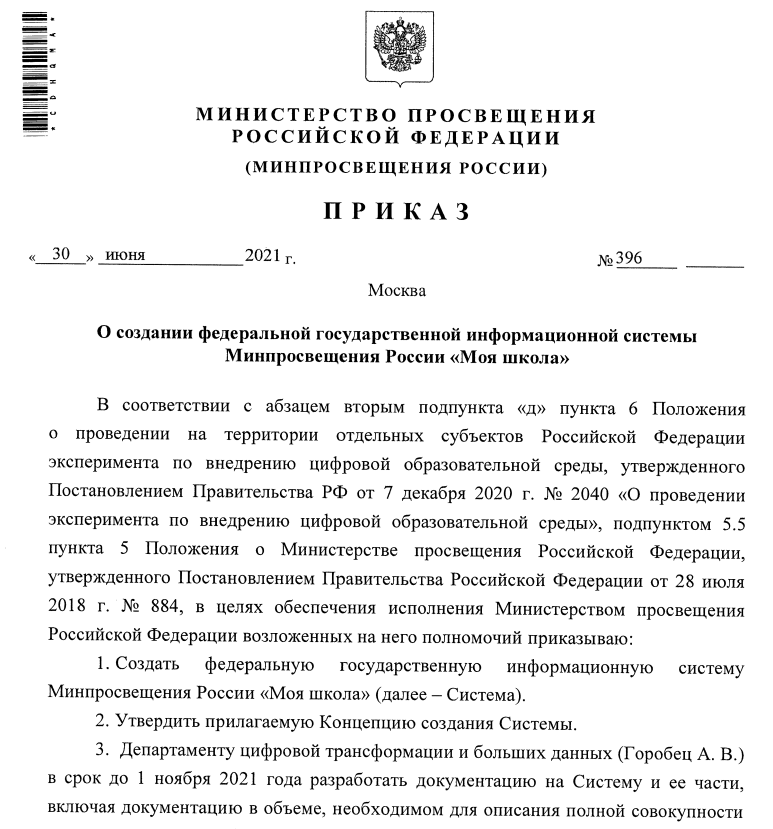 * C D H Q M A *
МИНИСТЕРСТВО ПРОСВЕЩЕНИЯ
РОССИЙСКОЙ ФЕДЕРАЦИИ
(МИНПРОСВЕЩЕНИЯ РОССИИ)
ПРИКАЗ
« 30 » июня 2021 г. № 396
Москва
О создании федеральной государственной информационной системы
Минпросвещения России «Моя школа»
В соответствии с абзацем вторым подпункта «д» пункта 6 Положения
о проведении на территории отдельных субъектов Российской Федерации
эксперимента по внедрению цифровой образовательной среды, утвержденного
Постановлением Правительства РФ от 7 декабря 2020 г. № 2040 «О проведении
эксперимента по внедрению цифровой образовательной среды», подпунктом 5.5
пункта 5 Положения о Министерстве просвещения Российской Федерации,
утвержденного Постановлением Правительства Российской Федерации от 28 июля
2018 г. № 884, в целях обеспечения исполнения Министерством просвещения
Российской Федерации возложенных на него полномочий приказываю:
1. Создать федеральную государственную информационную систему
Минпросвещения России «Моя школа» (далее – Система).
2. Утвердить прилагаемую Концепцию создания Системы.
3. Департаменту цифровой трансформации и больших данных (Горобец А. В.)
в срок до 1 ноября 2021 года разработать документацию на Систему и ее части,
включая документацию в объеме, необходимом для описания полной совокупности